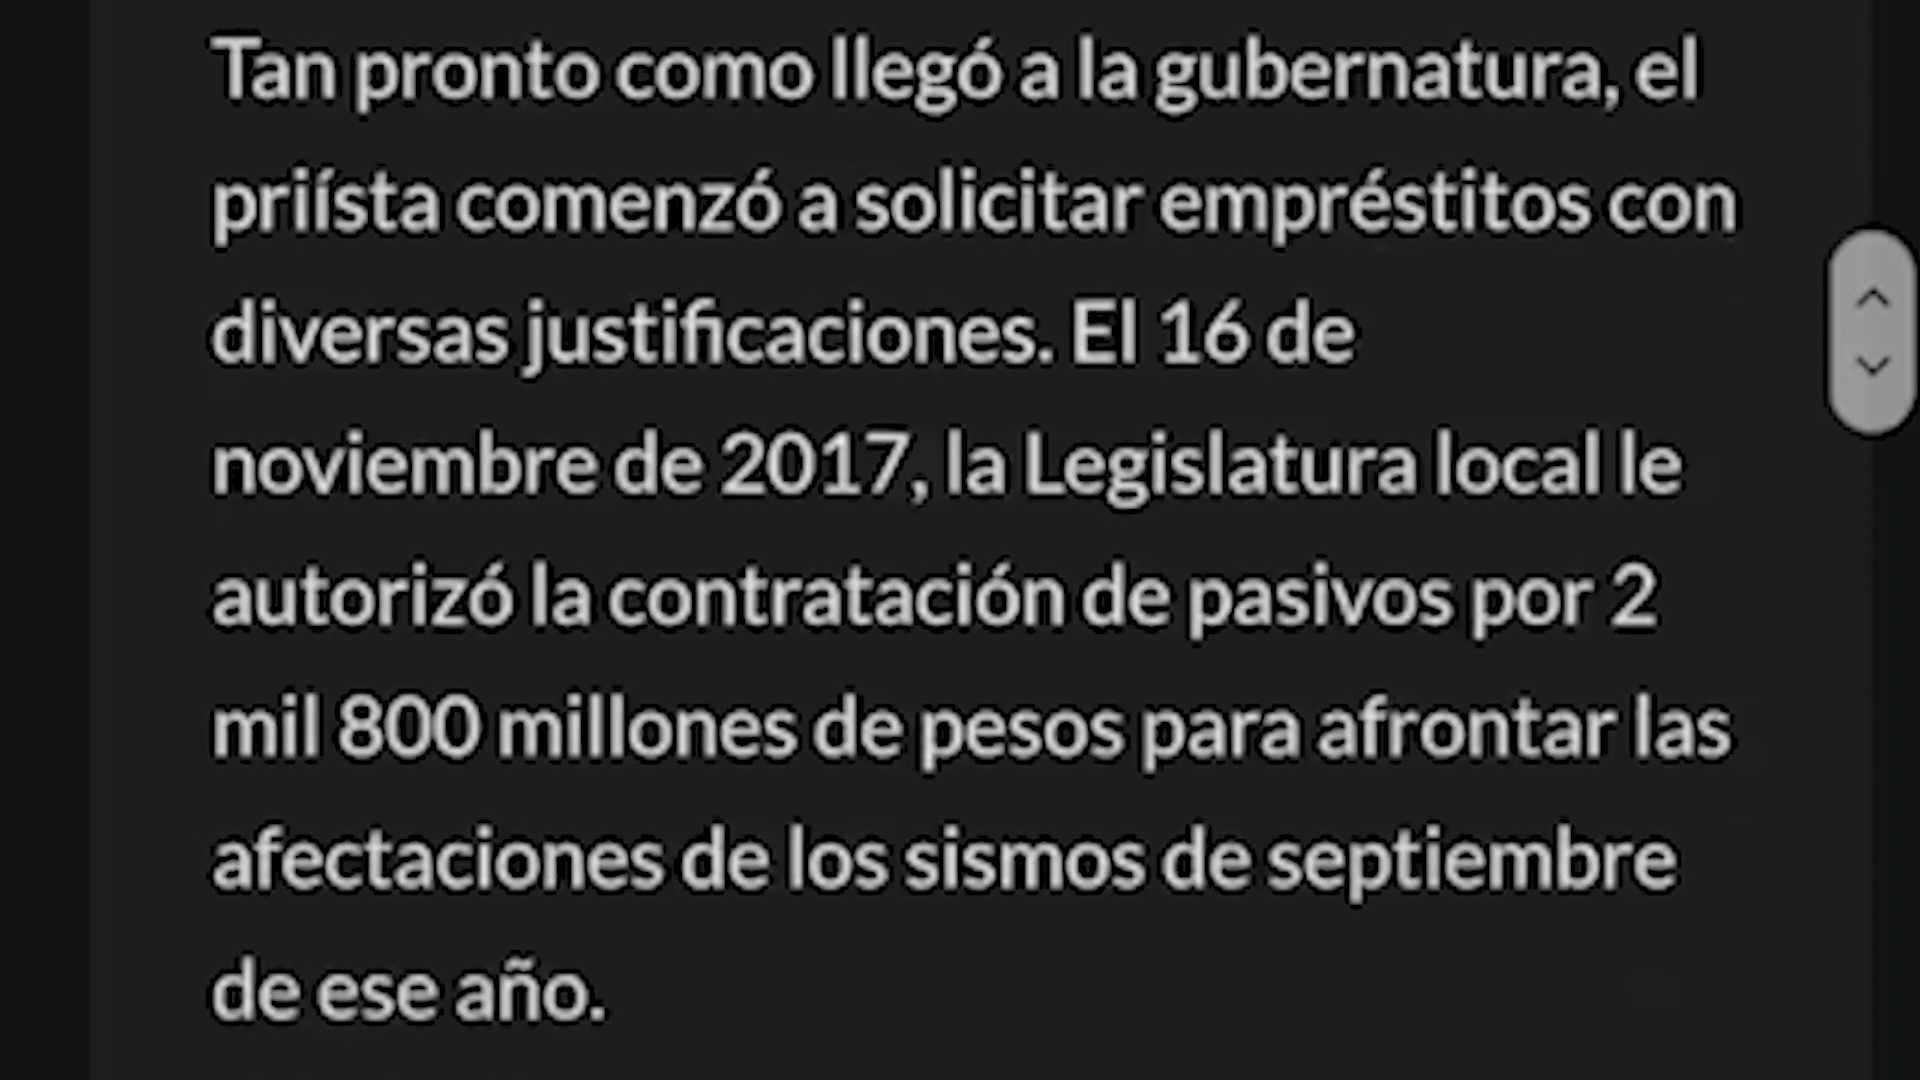 Tan pronto como llegó a la gubernatura, el
priísta comenzó a solicitar empréstitos con
diversas justificaciones. El 16 de
noviembre de 2017, la Legislatura local le
autorizó la contratación de pasivos por 2
mil 800 millones de pesos para afrontar las
afectaciones de los sismos de septiembre
de ese año.